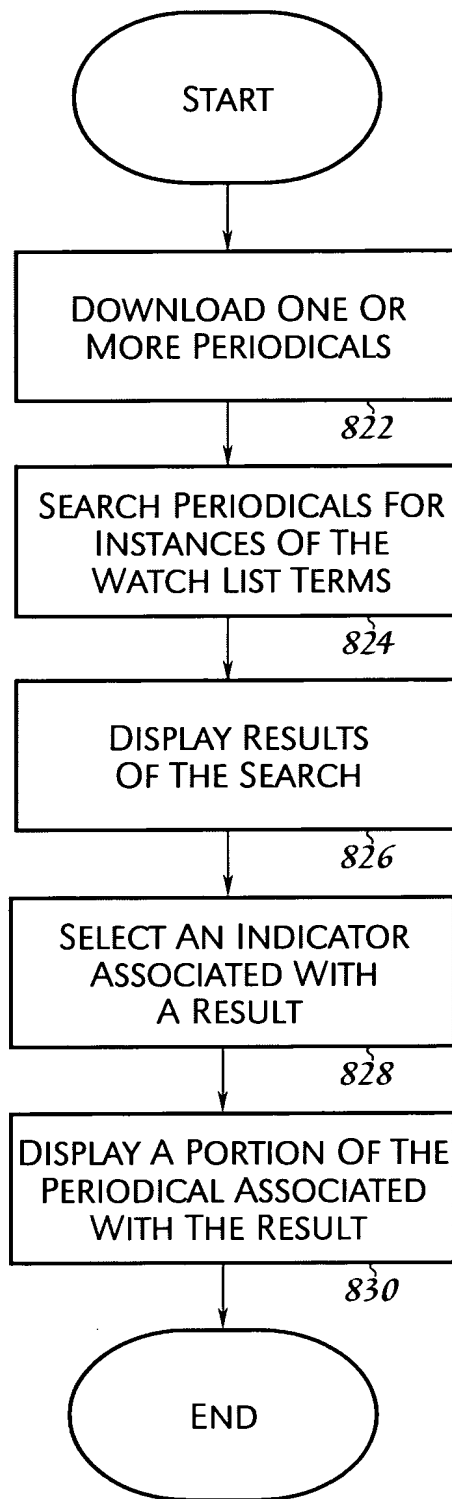 START
DOWNLOAD ONE OR
MORE PERIODICALS
822
SEARCH PERIODICALS FOR
INSTANCES OF THE
WATCH LIST TERMS
824
DISPLAY RESULTS
OF THE SEARCH
826
SELECT AN INDICATOR
ASSOCIATED WITH
A RESULT
828
DISPLAY A PORTION OF THE
PERIODICAL ASSOCIATED
WITH THE RESULT
830
END